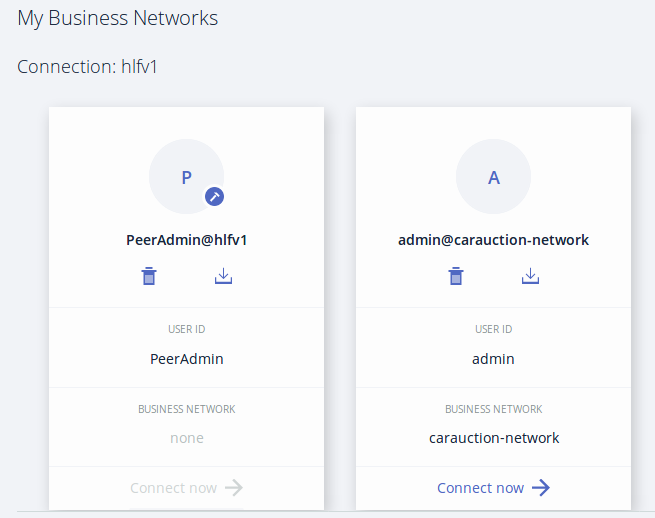 My Business Networks
Connection: hlfv1
P
PeerAdmin@hlfv1
USER ID
PeerAdmin
BUSINESS NETWORK
none
Connect now
A
admin@carauction-network
USER ID
admin
BUSINESS NETWORK
carauction-network
Connect now